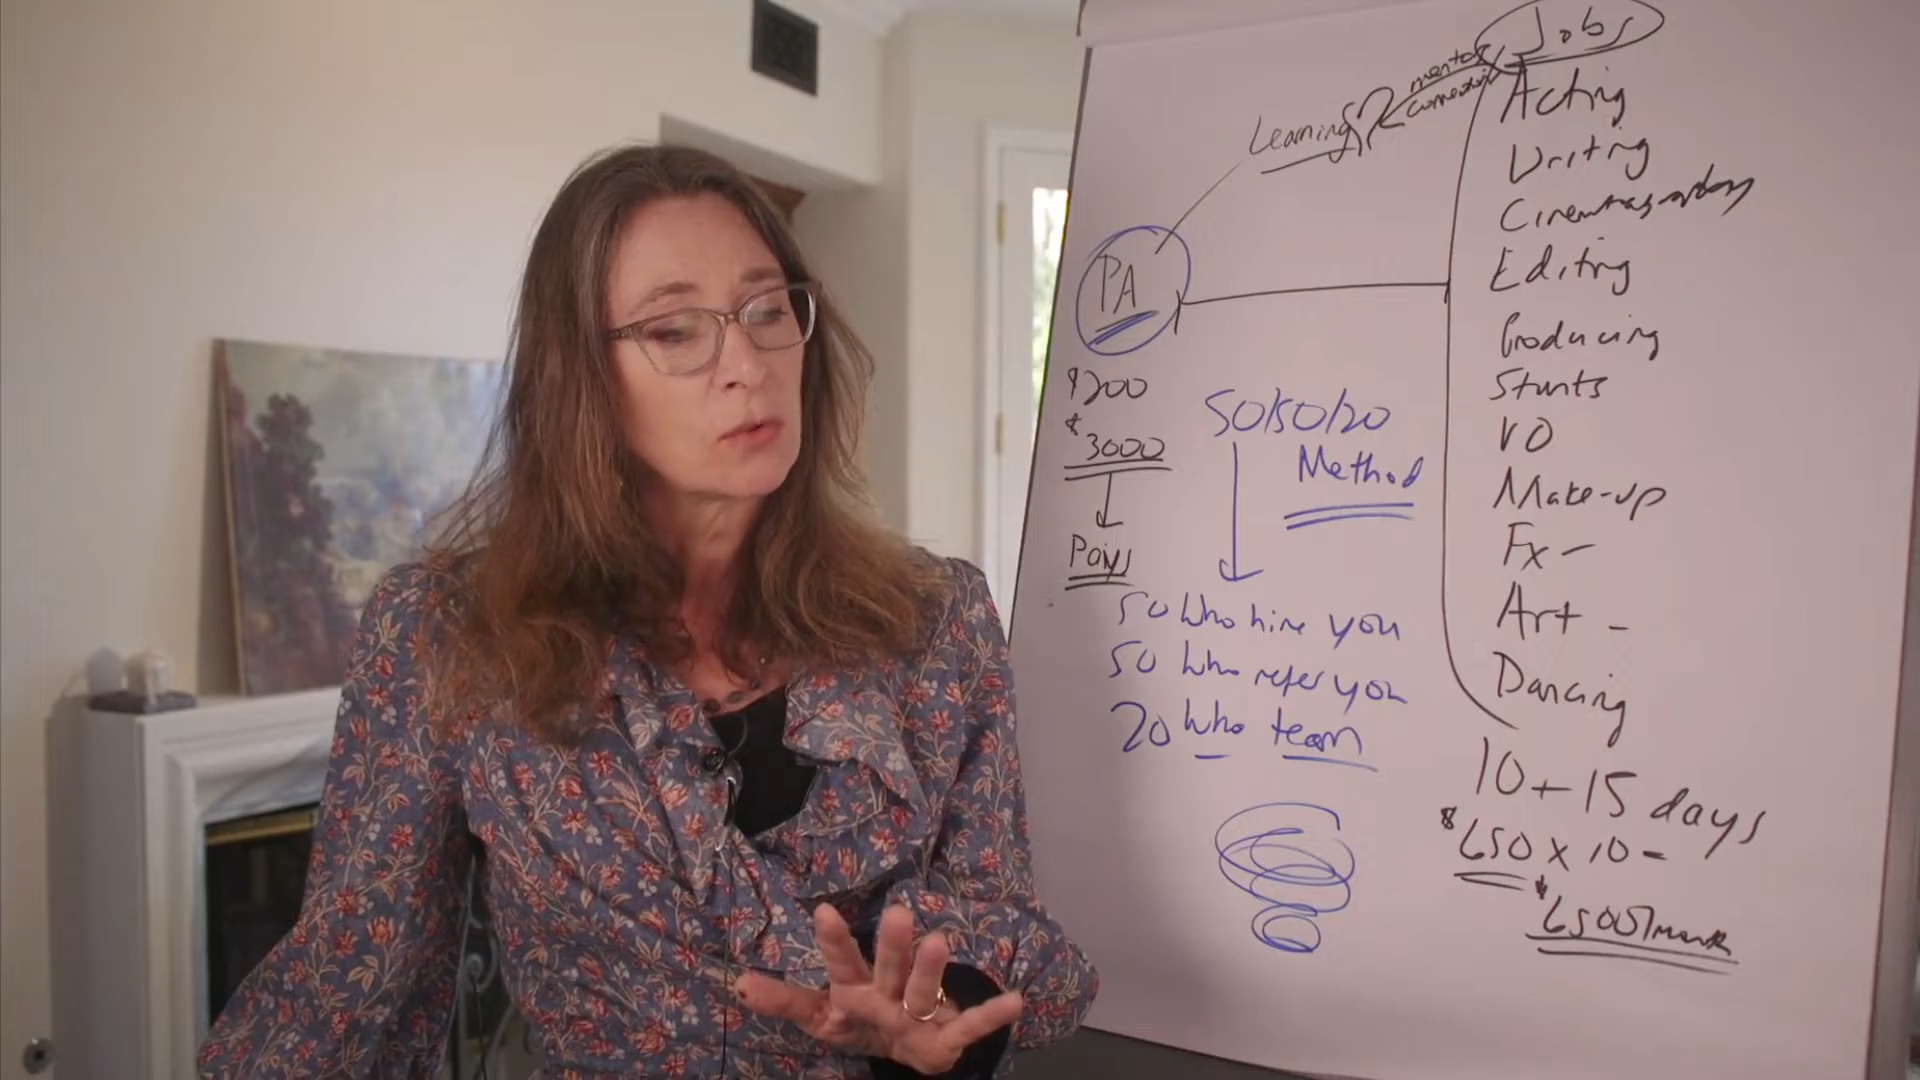 Jobs
mentor
connection
Learning
PA
$200
$3000
Pays
50/50/20
Method
50 who hire you
50 who refer you
20 who team
Acting
Writing
Cinematography
Editing
Producing
Stunts
VO
Make-up
Fx -
Art -
Dancing
10 + 15 days
$650 x 10 -